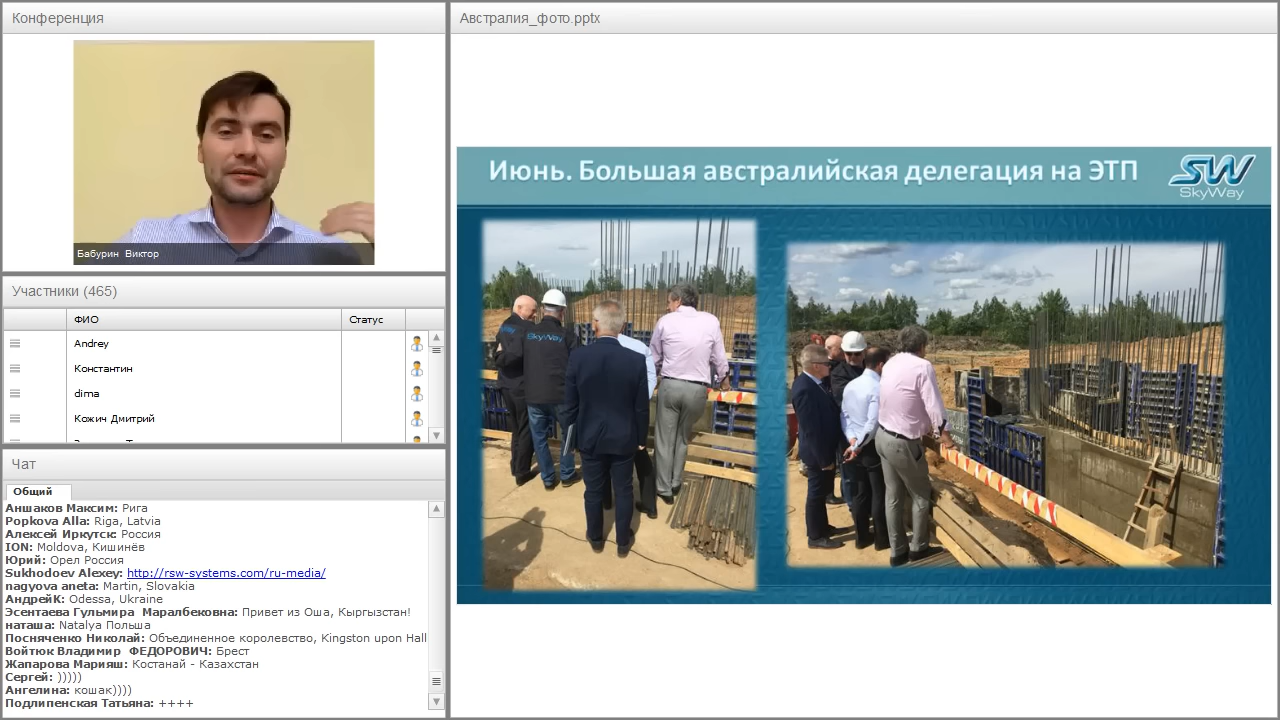 Конференция
Бабурин Виктор
Участники (465)
ФИО
Статус
Andrey
Константин
dima
Кожич Дмитрий
Чат
Общий
Аншаков Максим: Рига
Popkova Alla: Riga, Latvia
Алексей Иркутск: Россия
ION: Moldova, Кишинёв
Юрий: Орел Россия
Sukhodoev Alexey: http://rsw-systems.com/ru-media/
nagyova aneta: Martin, Slovakia
АндрейК: Odessa, Ukraine
Эсентаева Гульмира Маралбековна: Привет из Оша, Кыргызстан!
наташа: Natalya Польша
Посняченко Николай: Объединенное королевство, Kingston upon Hall
Войтюк Владимир ФЕДОРОВИЧ: Брест
Жапарова Марияш: Костанай - Казахстан
Сергей: )))))
Ангелина: кошак))))
Подлипенская Татьяна: ++++
Австралия_фото.pptx
Июнь. Большая австралийская делегация на ЭТП
SW
SkyWay
SkyWay